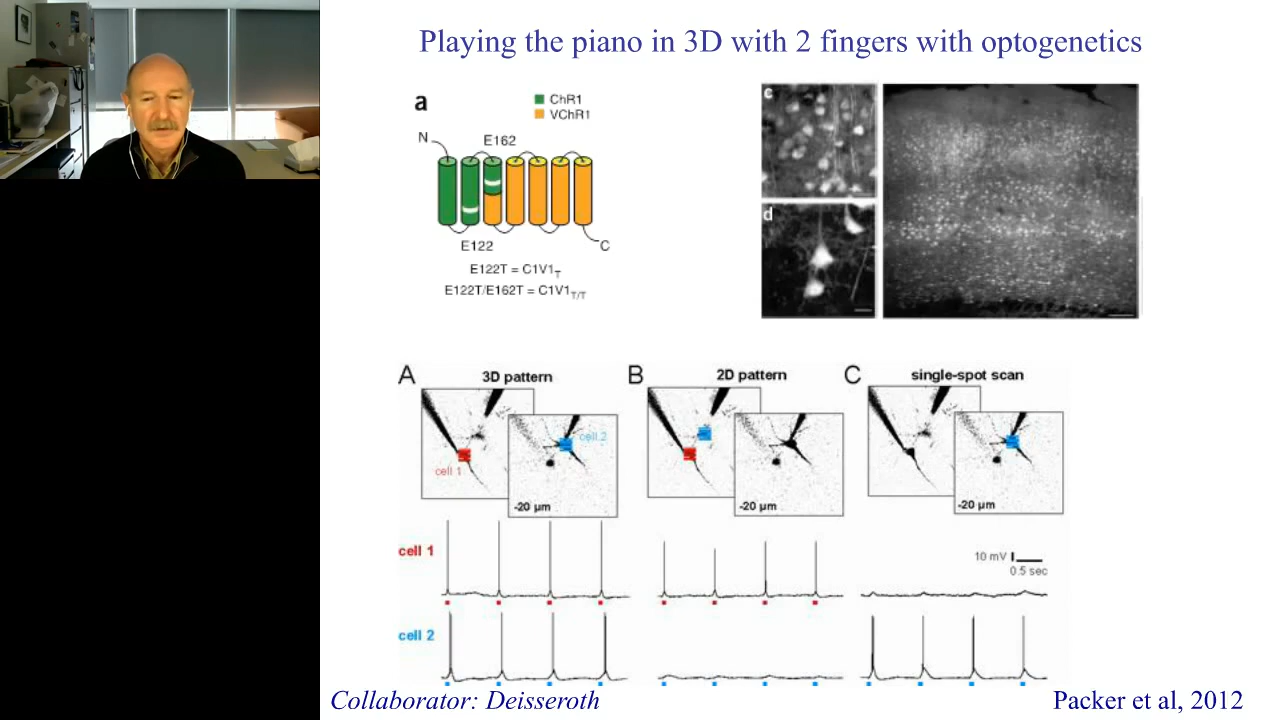 Playing the piano in 3D with 2 fingers with optogenetics
a
ChR1
VChR1
N
E162
E122
C
E122T = C1V1T
E122T/E162T = C1V1T/T
c
d
A
3D pattern
B
2D pattern
C
single-spot scan
cell 2
cell 1
-20 µm
-20 µm
-20 µm
cell 1
10 mV
0.5 sec
cell 2
Collaborator: Deisseroth
Packer et al, 2012